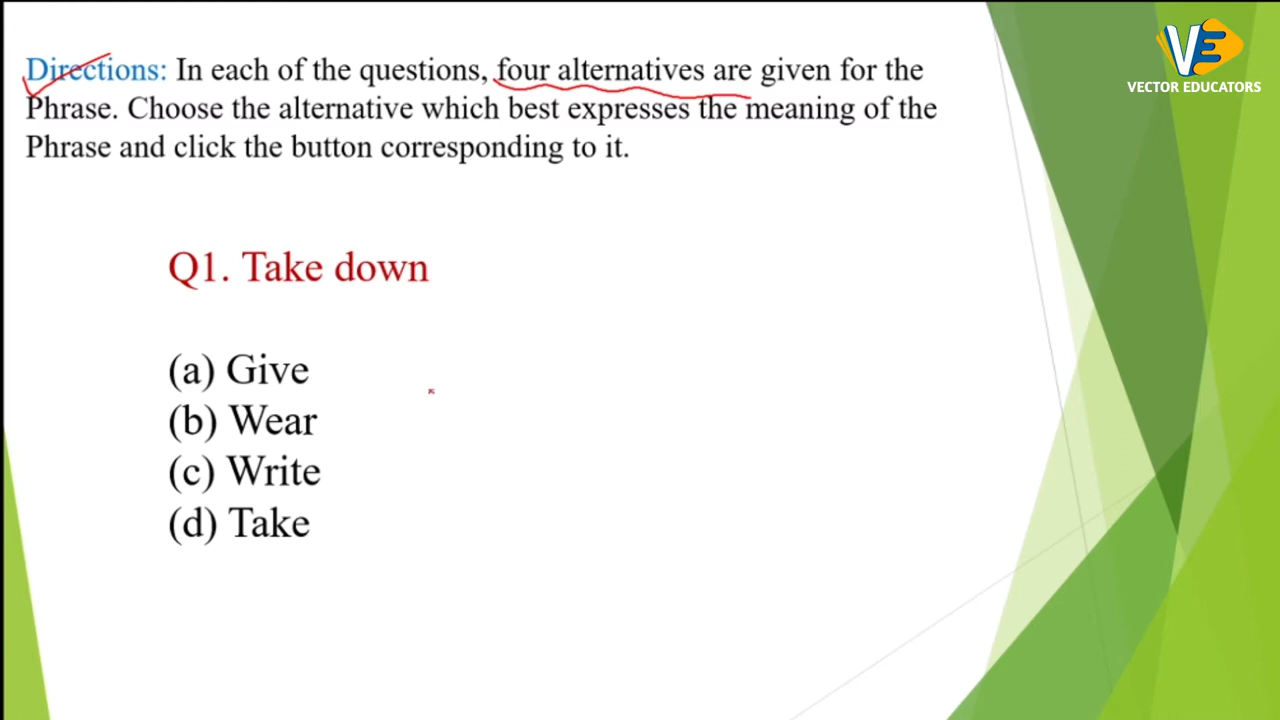 Directions: In each of the questions, four alternatives are given for the
Phrase. Choose the alternative which best expresses the meaning of the
Phrase and click the button corresponding to it.
Q1. Take down
(a) Give
(b) Wear
(c) Write
(d) Take
VE
VECTOR EDUCATORS